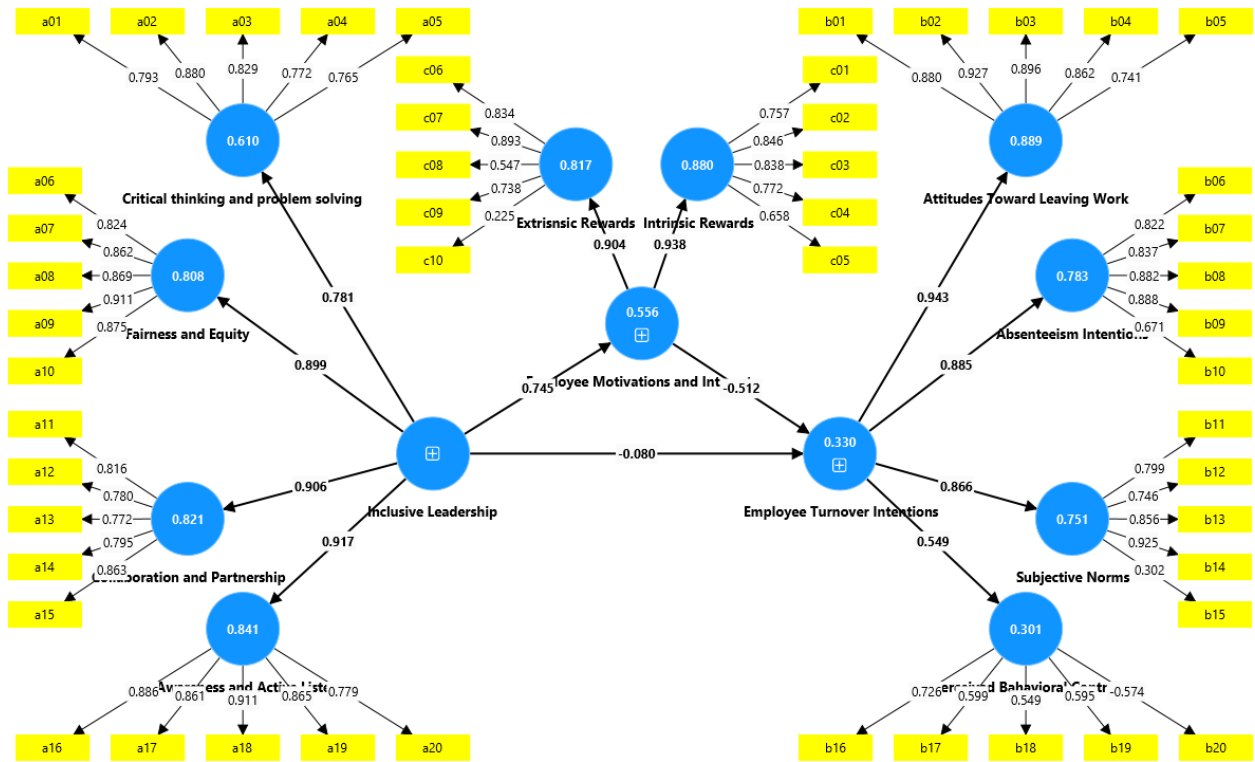 a01
a02
a03
a04
a05
0.793
0.880
0.829
0.772
0.765
0.610
Critical thinking and problem solving
a06
a07
a08
a09
a10
0.824
0.862
0.869
0.911
0.875
0.808
Fairness and Equity
a11
a12
a13
a14
a15
0.816
0.780
0.772
0.795
0.863
0.821
and Partnership
a16
a17
a18
a19
a20
0.886
0.861
0.911
0.865
0.779
0.841
and Active
0.781
0.899
0.906
0.917
Inclusive Leadership
c06
c07
c08
c09
c10
0.834
0.893
0.547
0.738
0.225
0.817
Extrisnsic Rewards
c01
c02
c03
c04
c05
0.757
0.846
0.838
0.772
0.658
0.880
Intrinsic Rewards
0.904
0.938
0.556
Motivations and
0.745
-0.512
-0.080
0.330
Employee Turnover Intentions
b01
b02
b03
b04
b05
0.880
0.927
0.896
0.862
0.741
0.889
Attitudes Toward Leaving Work
b06
b07
b08
b09
b10
0.822
0.837
0.882
0.888
0.671
0.783
Absenteeism
b11
b12
b13
b14
b15
0.799
0.746
0.856
0.925
0.302
0.751
Subjective Norms
0.943
0.885
0.866
0.549
0.301
Bahavioral
0.726
0.599
0.549
0.595
-0.574
b16
b17
b18
b19
b20